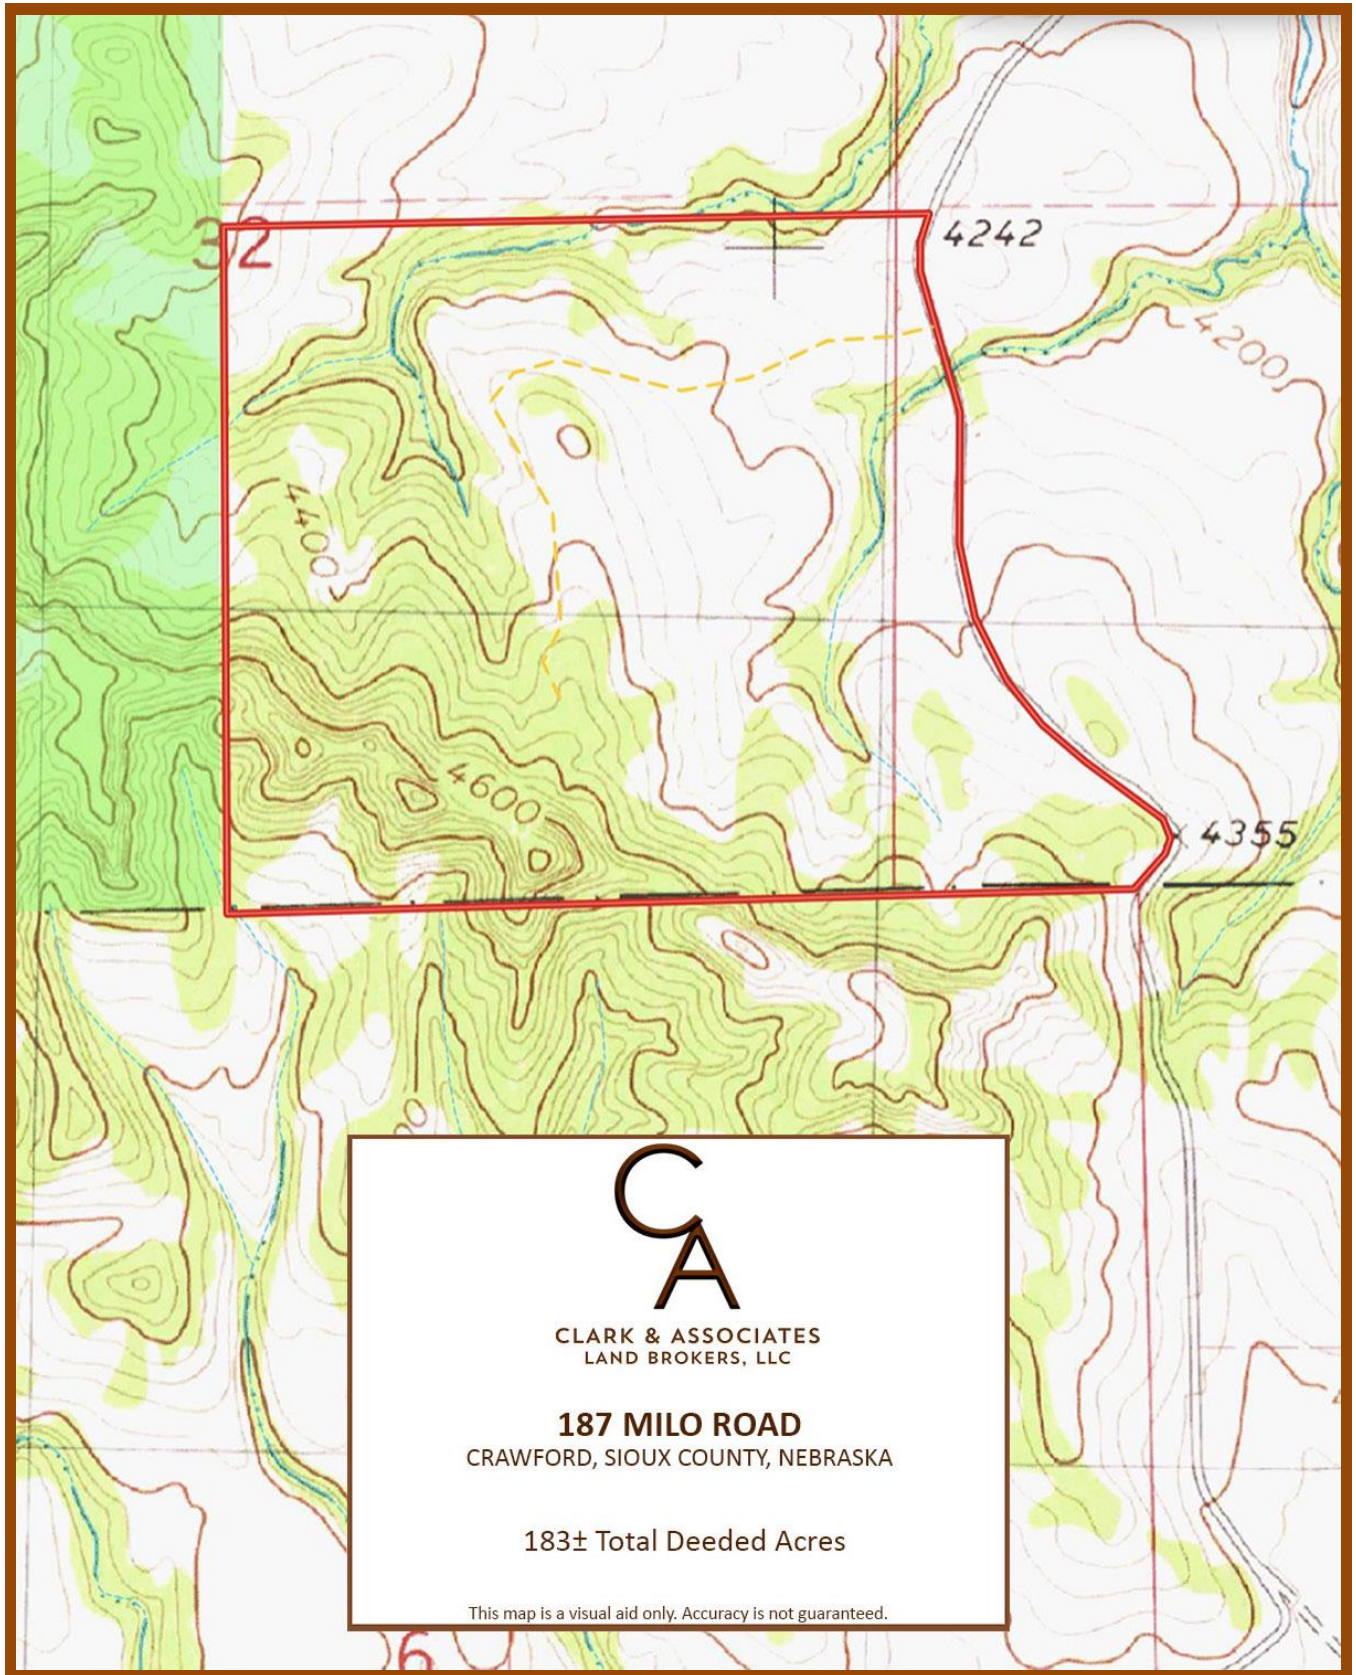 32
4242
4200
4400
4600
4355
C
A
CLARK & ASSOCIATES
LAND BROKERS, LLC
187 MILO ROAD
CRAWFORD, SIOUX COUNTY, NEBRASKA
183± Total Deeded Acres
This map is a visual aid only. Accuracy is not guaranteed.
6